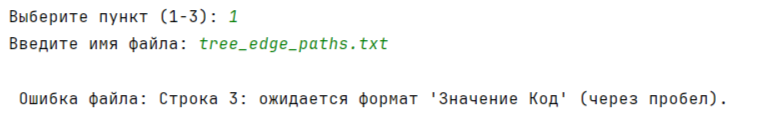 Выберите пункт (1-3): 1
Введите имя файла: tree_edge_paths.txt
Ошибка файла: Строка 3: ожидается формат 'Значение Код' (через пробел).